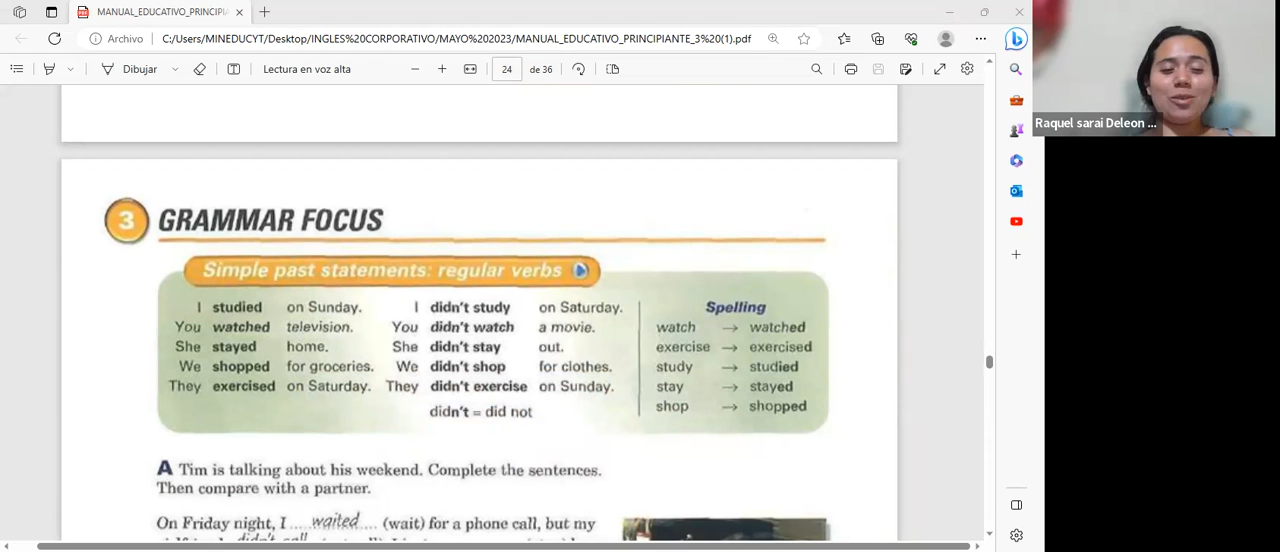 MANUAL_EDUCATIVO_PRINCIPIA
Archivo
C:/Users/MINEDUCYT/Desktop/INGLES%20CORPORATIVO/MAYO%202023/MANUAL_EDUCATIVO_PRINCIPIANTE_3%20(1).pdf
Dibujar
Lectura en voz alta
24 de 36
Raquel sarai Deleon ...
3 GRAMMAR FOCUS
Simple past statements: regular verbs
I studied on Sunday. I didn't study on Saturday. Spelling
You watched television. You didn't watch a movie. watch → watched
She stayed home. She didn't stay out. exercise → exercised
We shopped for groceries. We didn't shop for clothes. study → studied
They exercised on Saturday. They didn't exercise on Sunday. stay → stayed
didn't = did not shop → shopped
A Tim is talking about his weekend. Complete the sentences.
Then compare with a partner.
On Friday night, I ....waited.... (wait) for a phone call, but my
didn't call